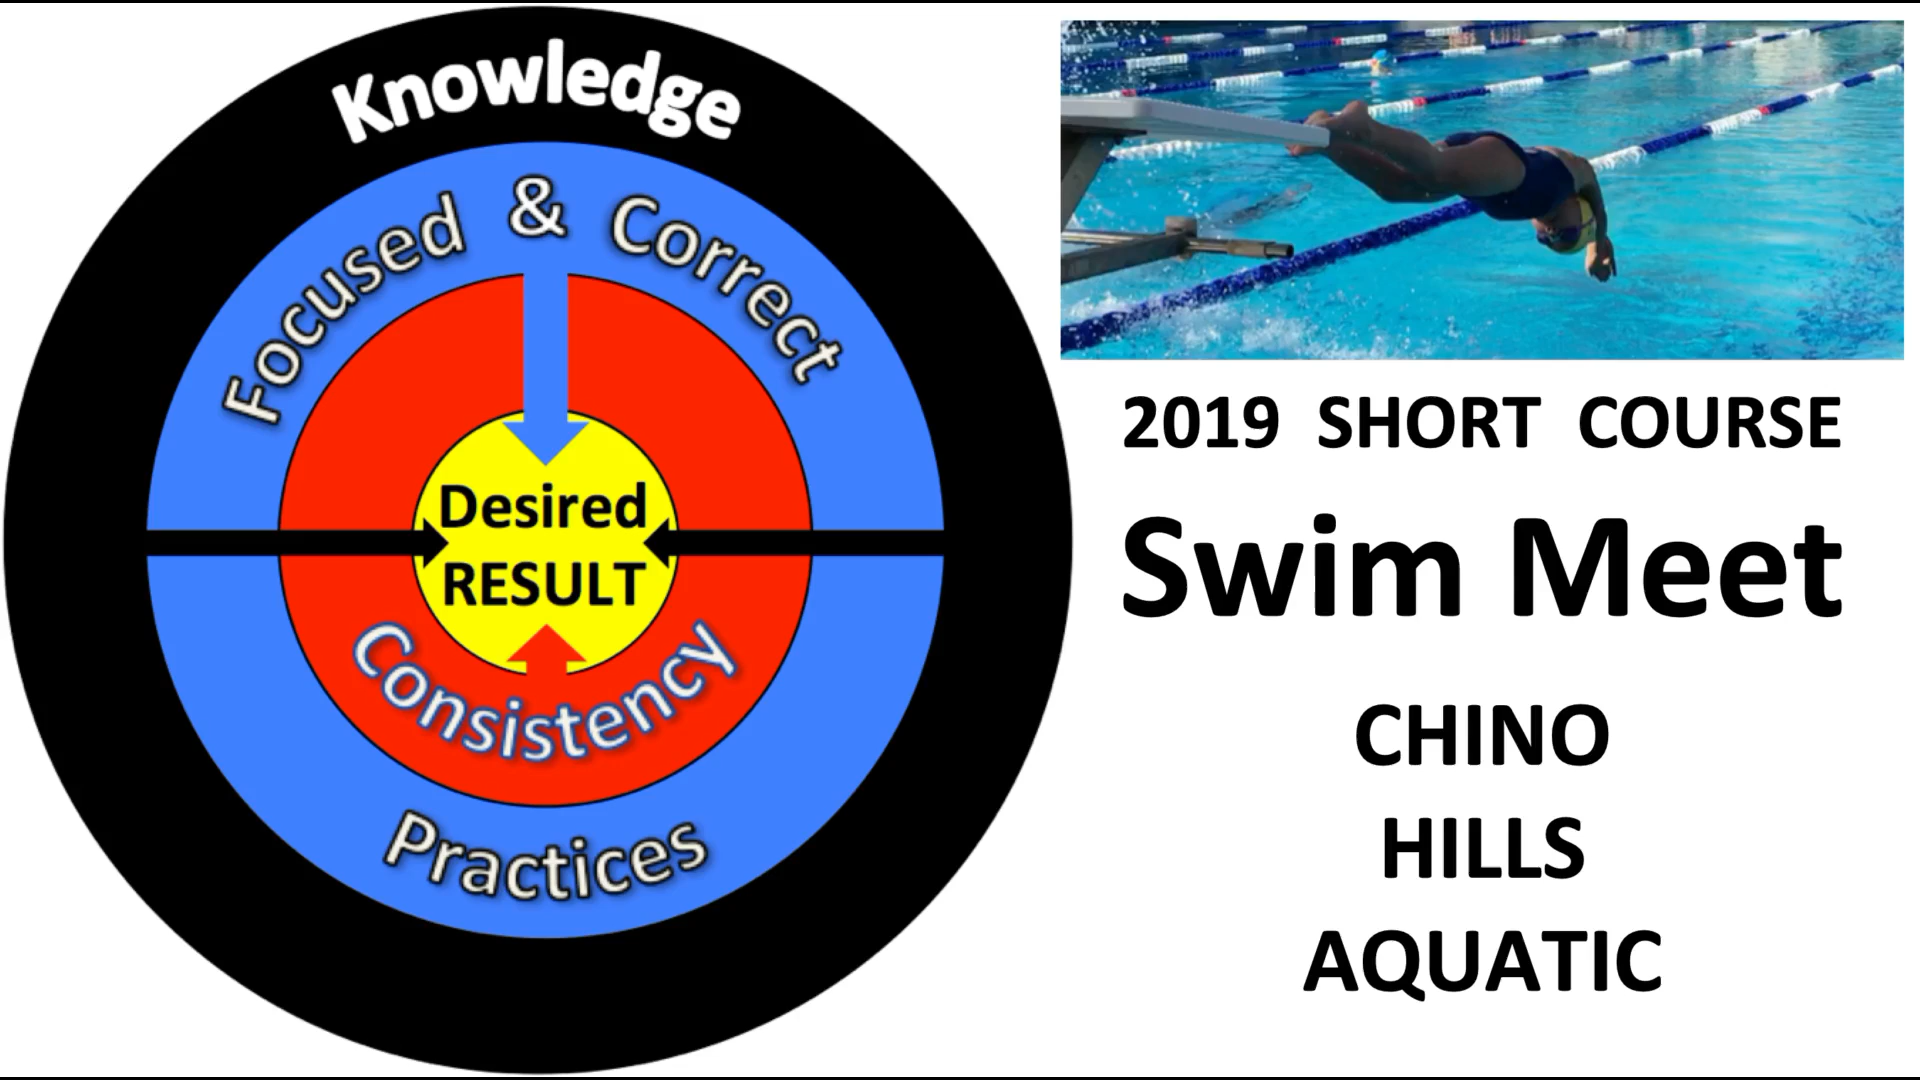 Knowledge
Focused & Correct
Desired
RESULT
Consistency
Practices
2019 SHORT COURSE
Swim Meet
CHINO
HILLS
AQUATIC